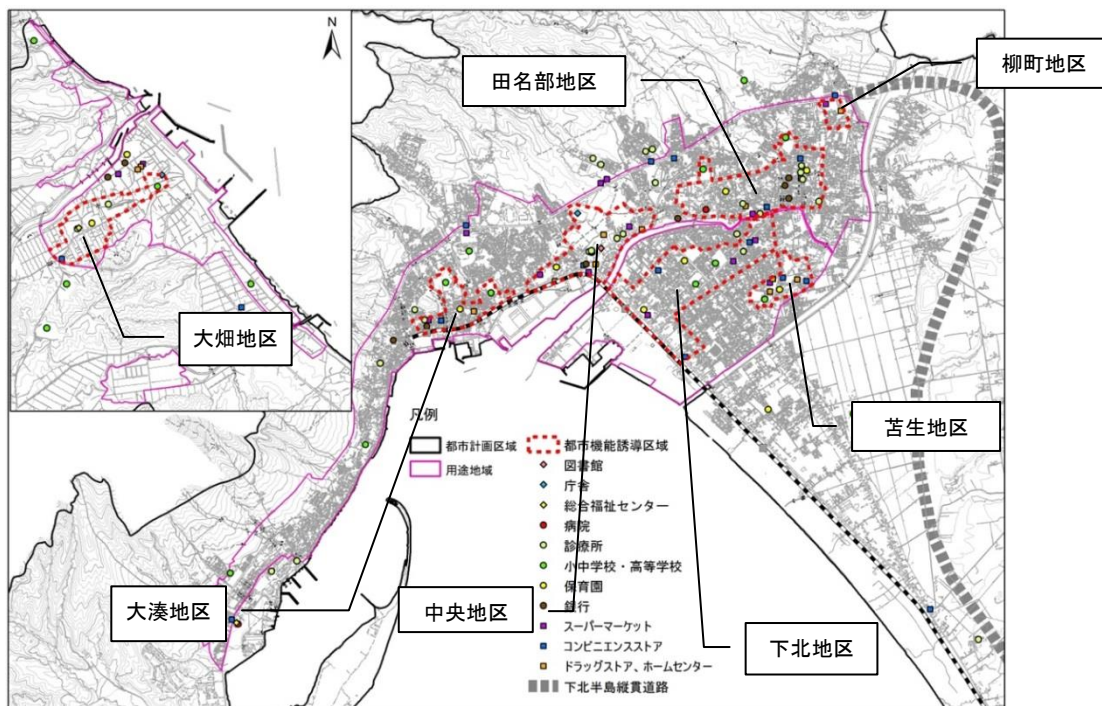 N
柳町地区
田名部地区
大畑地区
苫生地区
大湊地区
中央地区
下北地区
凡例
都市計画区域
用途地域
都市機能誘導区域
図書館
庁舎
総合福祉センター
病院
診療所
小中学校・高等学校
保育園
銀行
スーパーマーケット
コンビニエンスストア
ドラッグストア、ホームセンター
下北半島縦貫道路